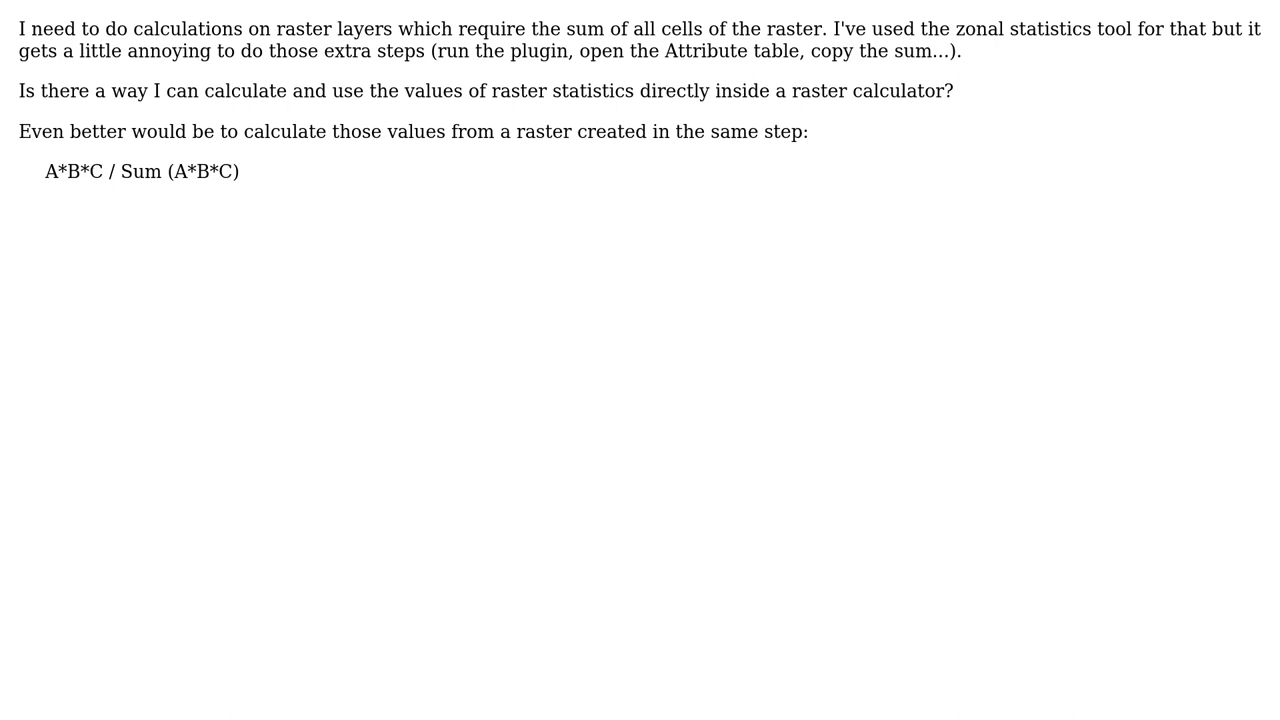 I need to do calculations on raster layers which require the sum of all cells of the raster. I've used the zonal statistics tool for that but it
gets a little annoying to do those extra steps (run the plugin, open the Attribute table, copy the sum...).
Is there a way I can calculate and use the values of raster statistics directly inside a raster calculator?
Even better would be to calculate those values from a raster created in the same step:
A*B*C / Sum (A*B*C)